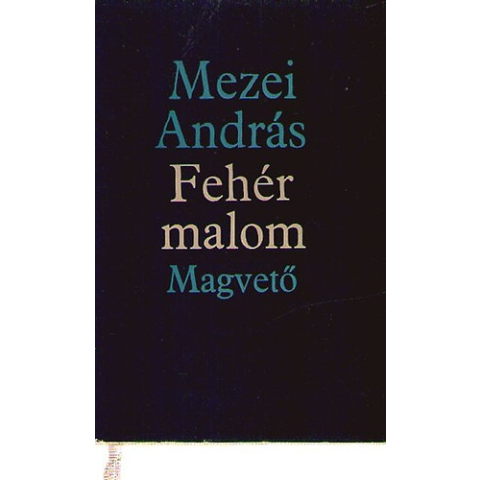 Mezei
András
Fehér
malom
Magvető